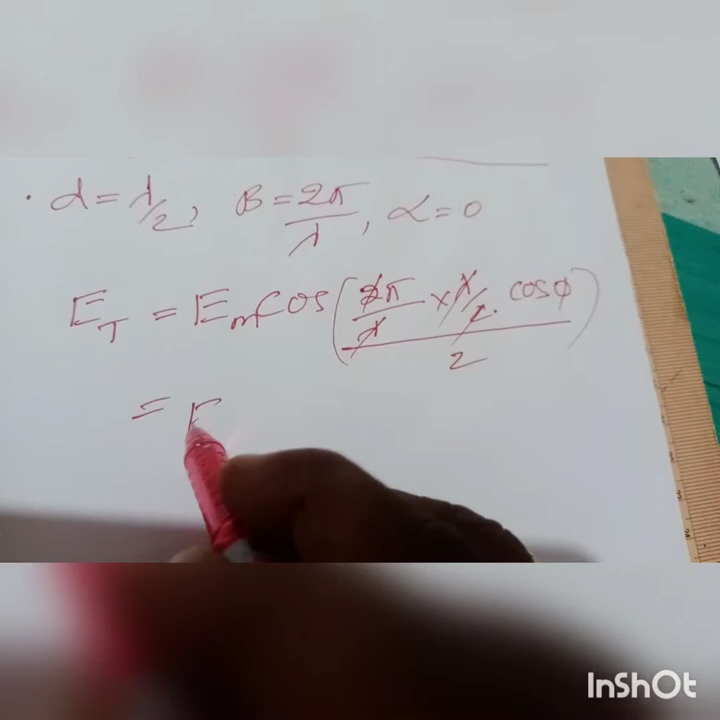 . d = λ/2, β = 2π/λ, α = 0
E_T = E_m cos((2π/λ × λ/2 . cosφ)/2)
= E
InShOt